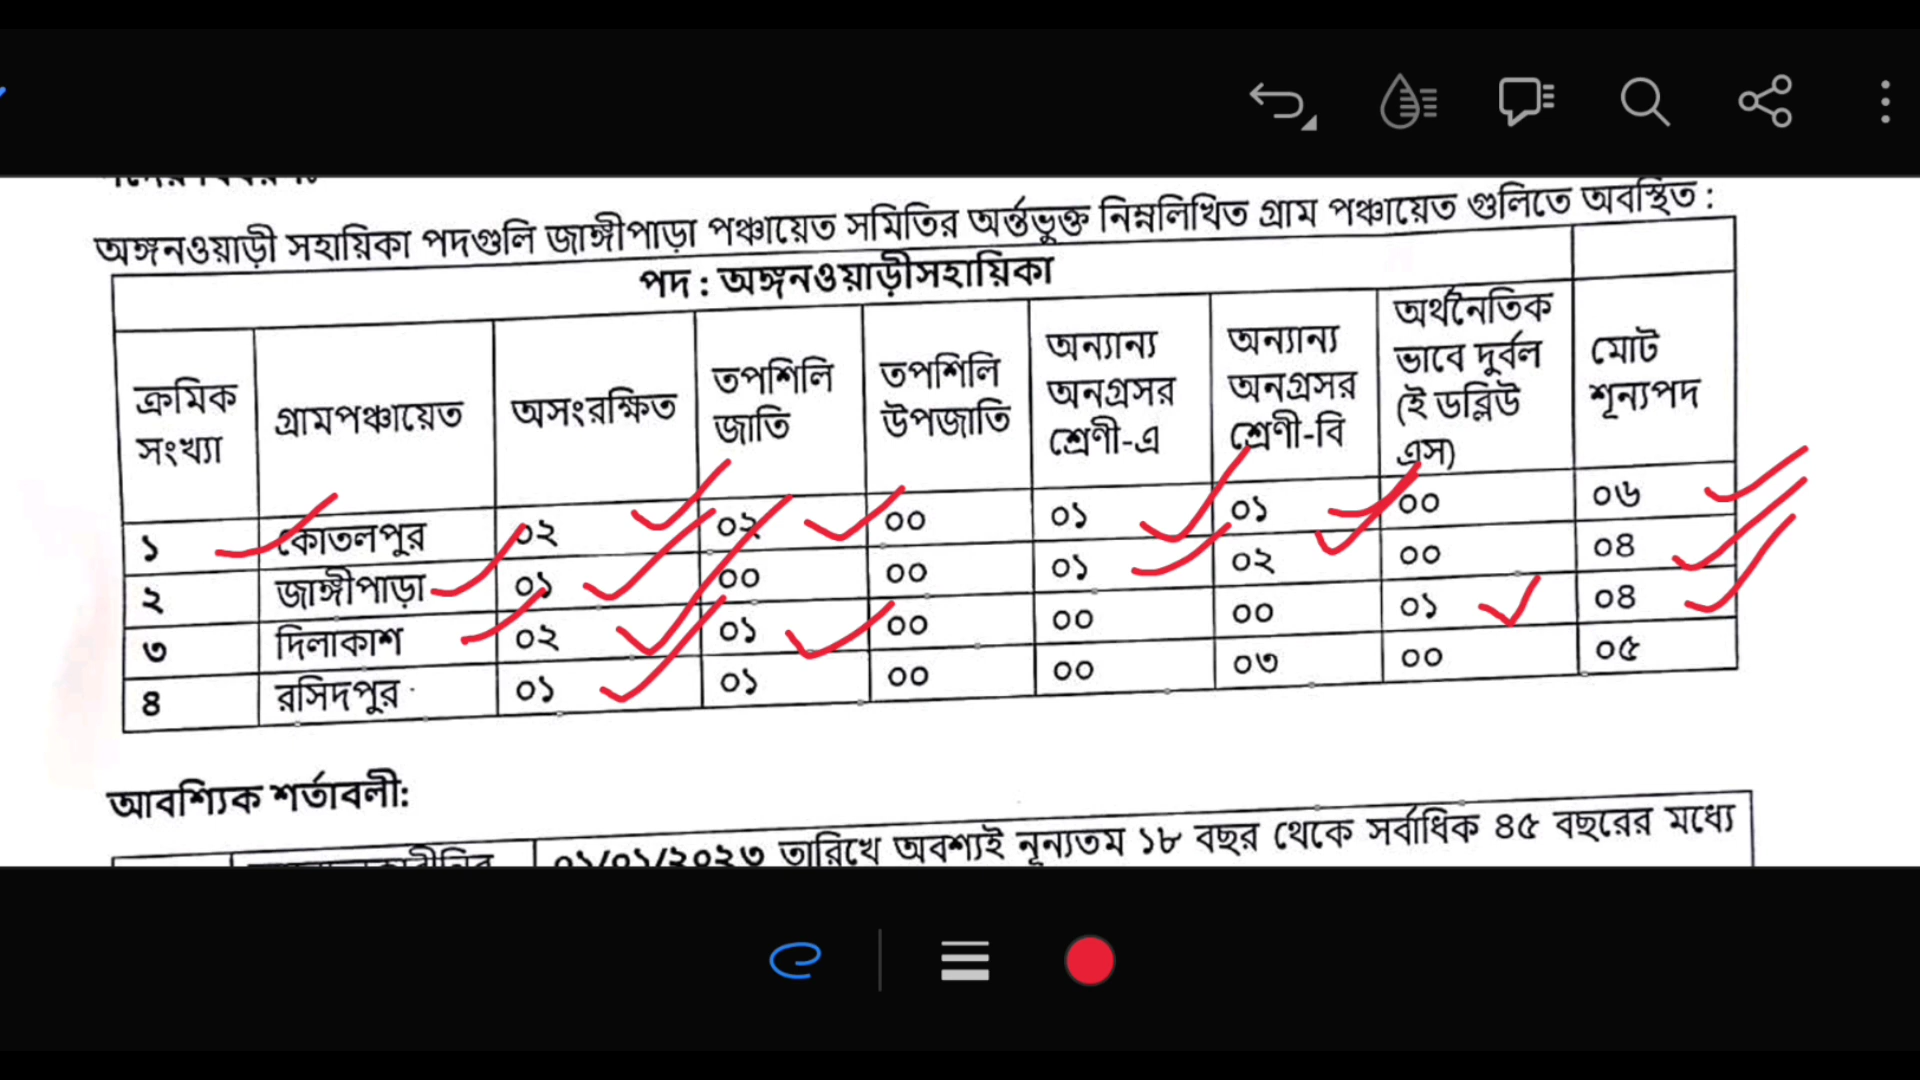 অঙ্গনওয়াড়ী সহায়িকা পদগুলি জাঙ্গীপাড়া পঞ্চায়েত সমিতির অর্ন্তভুক্ত নিম্নলিখিত গ্রাম পঞ্চায়েত গুলিতে অবস্থিত :
পদ : অঙ্গনওয়াড়ীসহায়িকা
ক্রমিক সংখ্যা গ্রামপঞ্চায়েত অসংরক্ষিত তপশিলি জাতি তপশিলি উপজাতি অন্যান্য অনগ্রসর শ্রেণী-এ অন্যান্য অনগ্রসর শ্রেণী-বি অর্থনৈতিক ভাবে দুর্বল (ই ডব্লিউ এস) মোট শূন্যপদ
১ কোতলপুর ০২ ০২ ০০ ০১ ০১ ০০ ০৬
২ জাঙ্গীপাড়া ০১ ০০ ০০ ০১ ০২ ০০ ০৪
৩ দিলাকাশ ০২ ০১ ০০ ০০ ০০ ০১ ০৪
৪ রসিদপুর ০১ ০১ ০০ ০০ ০৩ ০০ ০৫
আবশ্যিক শর্তাবলী:
০১/০১/২০২৩ তারিখে অবশ্যই নূন্যতম ১৮ বছর থেকে সর্বাধিক ৪৫ বছরের মধ্যে